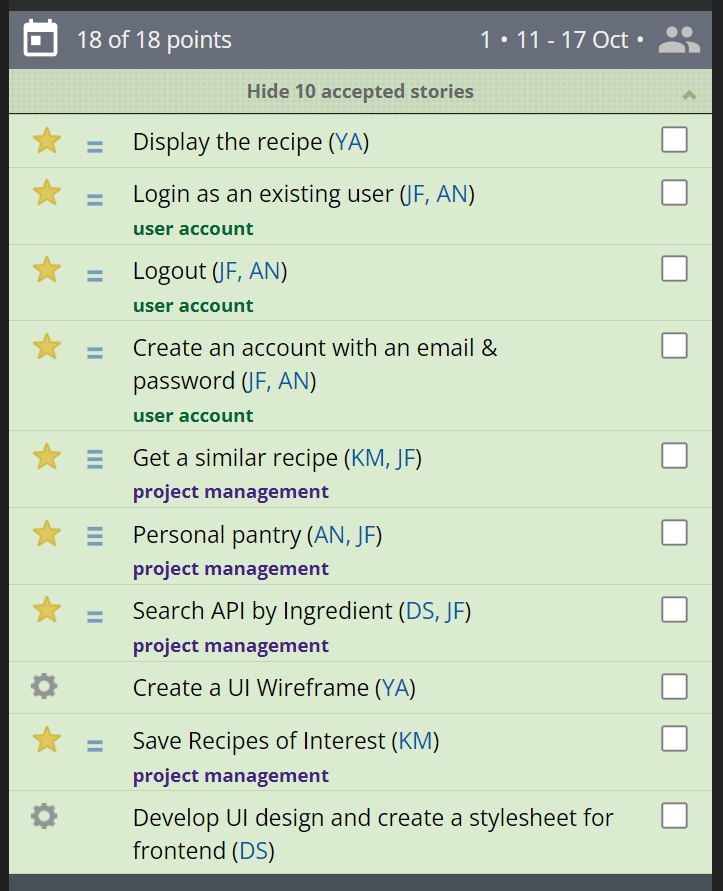 18 of 18 points
1 • 11 - 17 Oct •
Hide 10 accepted stories
Display the recipe (YA)
Login as an existing user (JF, AN)
user account
Logout (JF, AN)
user account
Create an account with an email &
password (JF, AN)
user account
Get a similar recipe (KM, JF)
project management
Personal pantry (AN, JF)
project management
Search API by Ingredient (DS, JF)
project management
Create a UI Wireframe (YA)
Save Recipes of Interest (KM)
project management
Develop UI design and create a stylesheet for
frontend (DS)